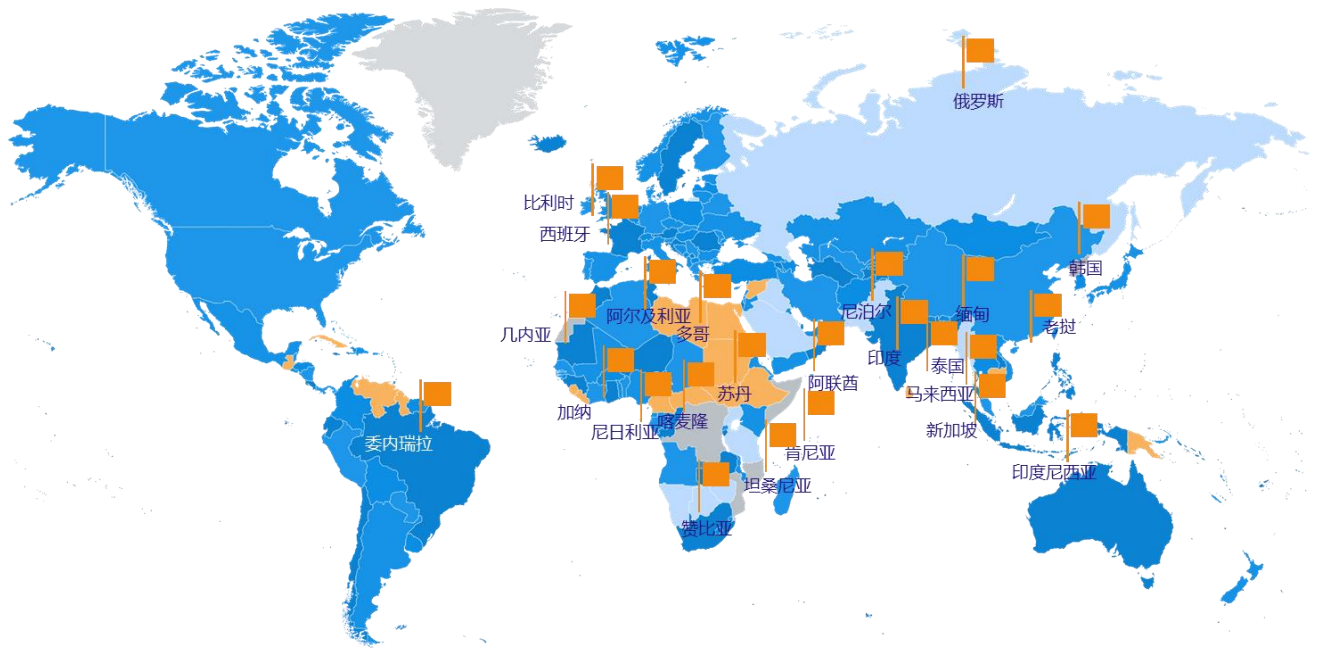 俄罗斯
比利时
西班牙
韩国
阿尔及利亚
尼泊尔
缅甸
几内亚
多哥
老挝
印度
泰国
阿联酋
苏丹
马来西亚
加纳
喀麦隆
尼日利亚
新加坡
委内瑞拉
肯尼亚
印度尼西亚
坦桑尼亚
赞比亚